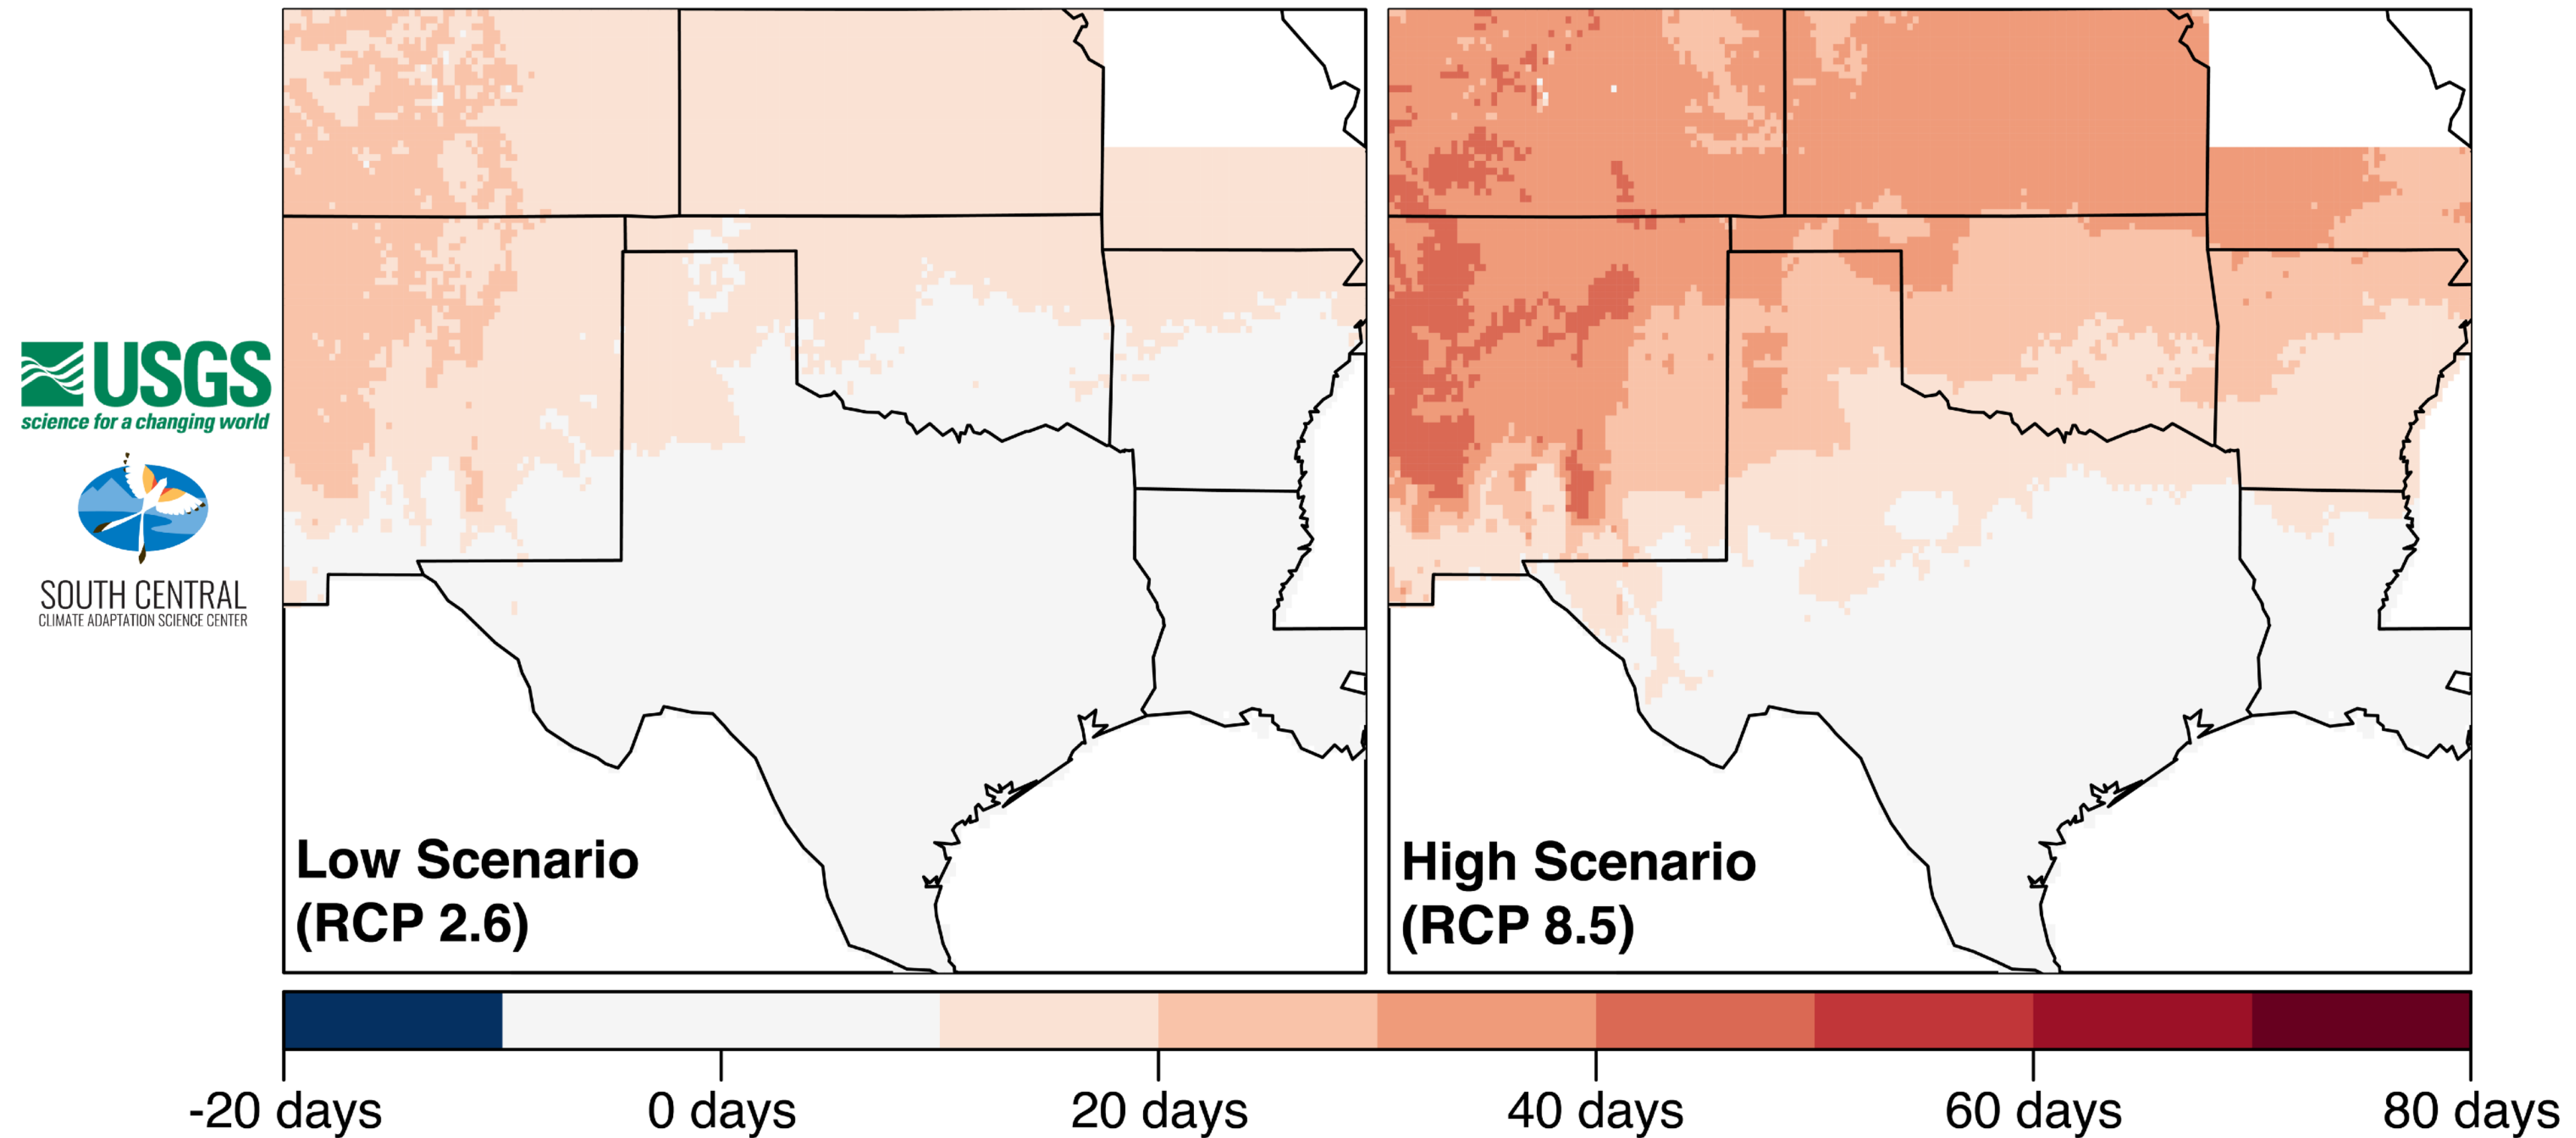 USGS
science for a changing world
SOUTH CENTRAL
CLIMATE ADAPTATION SCIENCE CENTER
Low Scenario
(RCP 2.6)
High Scenario
(RCP 8.5)
-20 days
0 days
20 days
40 days
60 days
80 days